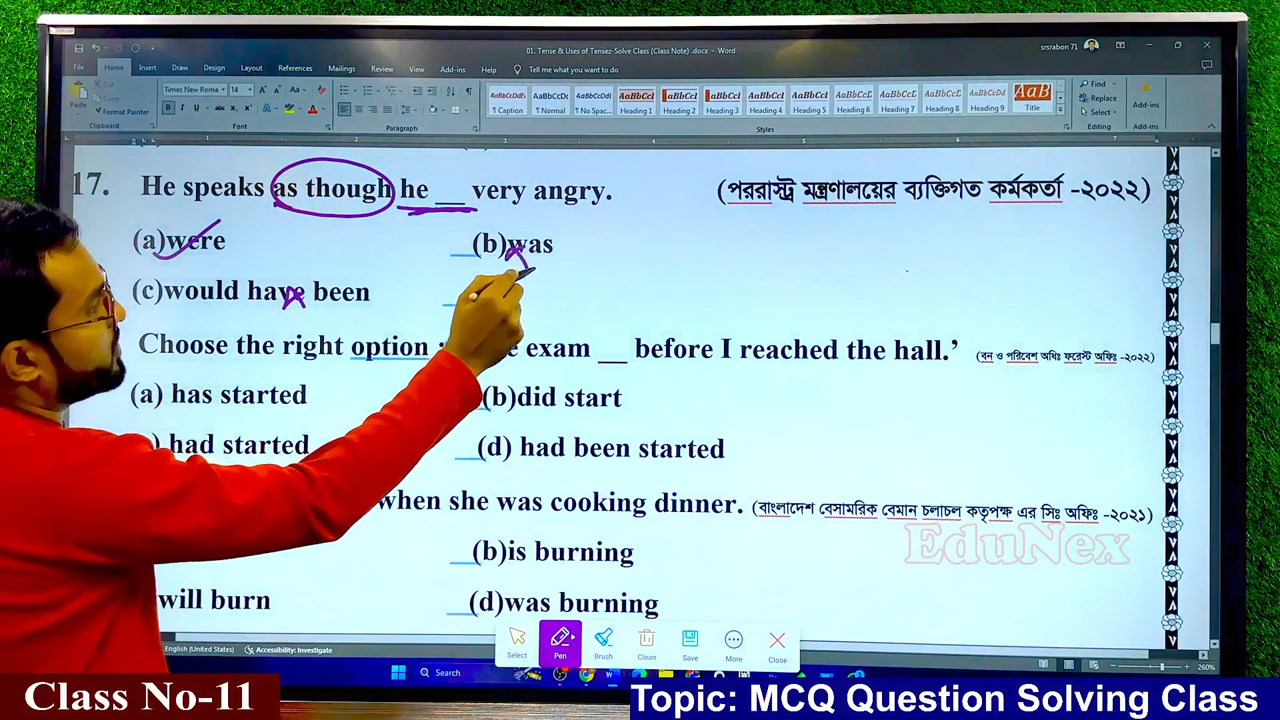 01. Tense & Uses of Tensez-Solve Class (Class Note) .docx - Word
srsrabon 71
File Home Insert Draw Design Layout References Mailings Review View Add-ins Help Tell me what you want to do
Paste Cut Copy Format Painter
Times New Roma 14
Find
Replace
Select
Add-ins
¶ Caption ¶ Normal ¶ No Spac... Heading 1 Heading 2 Heading 3 Heading 4 Heading 5 Heading 6 Heading 7 Heading 8 Heading 9 Title
Clipboard Font Paragraph Styles Editing Add-ins
17. He speaks as though he __ very angry. (পররাস্ট্র মন্ত্রণালয়ের ব্যক্তিগত কর্মকর্তা -২০২২)
(a)were (b)was
(c)would have been
Choose the right option : exam __ before I reached the hall.’ (বন ও পরিবেশ অধিঃ ফরেস্ট অফিঃ -২০২২)
(a) has started (b)did start
) had started (d) had been started
when she was cooking dinner. (বাংলাদেশ বেসামরিক বেমান চলাচল কতৃপক্ষ এর সিঃ অফিঃ -২০২১)
EduNex
(b)is burning
will burn (d)was burning
Select Pen Brush Clean Save More Close
English (United States) Accessibility: Investigate
260%
Search
Class No-11
Topic: MCQ Question Solving Class